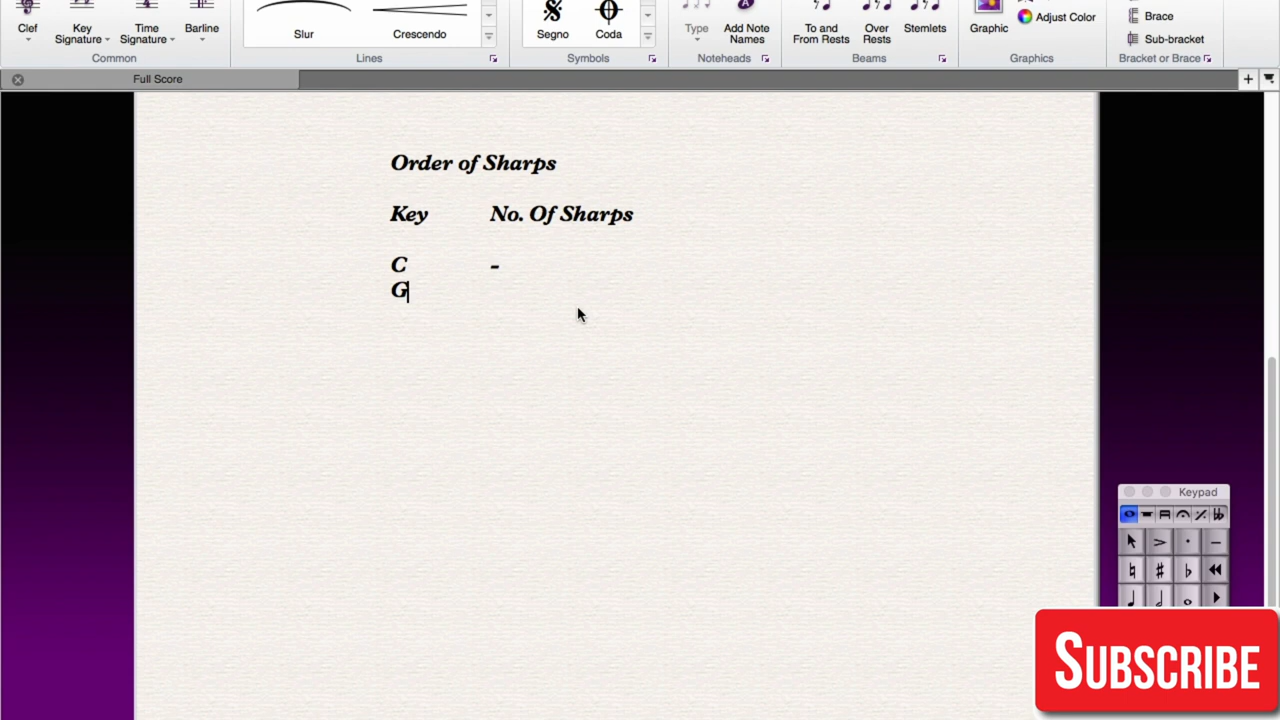 Clef Key Signature Time Signature Barline Slur Crescendo Segno Coda Type Add Note Names To and From Rests Over Rests Stemlets Graphic Adjust Color Brace Sub-bracket
Common Lines Symbols Noteheads Beams Graphics Bracket or Brace
Full Score
Order of Sharps
Key No. Of Sharps
C -
G
Keypad
SUBSCRIBE